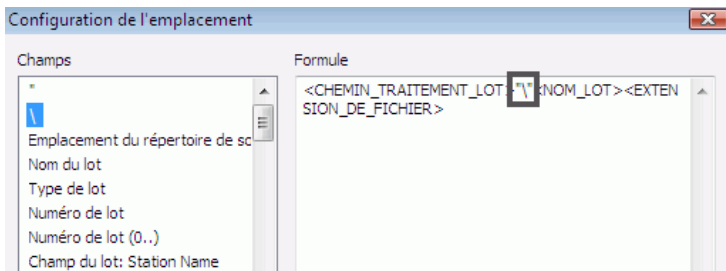 Configuration de l'emplacement
Champs
Formule
"
\
Emplacement du répertoire de sc
Nom du lot
Type de lot
Numéro de lot
Numéro de lot (0..)
Champ du lot: Station Name
<CHEMIN_TRAITEMENT_LOT>"\"<NOM_LOT><EXTEN
SION_DE_FICHIER>